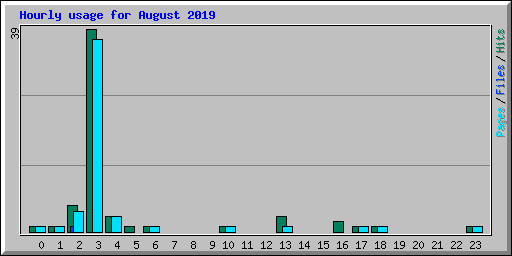 Hourly usage for August 2019
39
Pages/Files/Hits
0 1 2 3 4 5 6 7 8 9 10 11 12 13 14 15 16 17 18 19 20 21 22 23